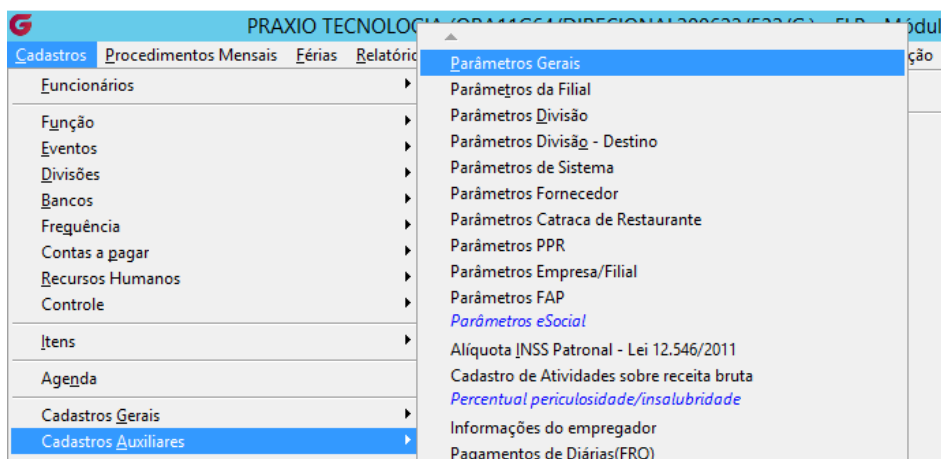 PRAXIO TECNOLOGIA
Cadastros Procedimentos Mensais Férias
ção
Funcionários
Função
Eventos
Divisões
Bancos
Frequência
Contas a pagar
Recursos Humanos
Controle
Itens
Agenda
Cadastros Gerais
Cadastros Auxiliares
Parâmetros Gerais
Parâmetros da Filial
Parâmetros Divisão
Parâmetros Divisão - Destino
Parâmetros de Sistema
Parâmetros Fornecedor
Parâmetros Catraca de Restaurante
Parâmetros PPR
Parâmetros Empresa/Filial
Parâmetros FAP
Parâmetros eSocial
Alíquota INSS Patronal - Lei 12.546/2011
Cadastro de Atividades sobre receita bruta
Percentual periculosidade/insalubridade
Informações do empregador
Pagamentos de Diárias(FRQ)